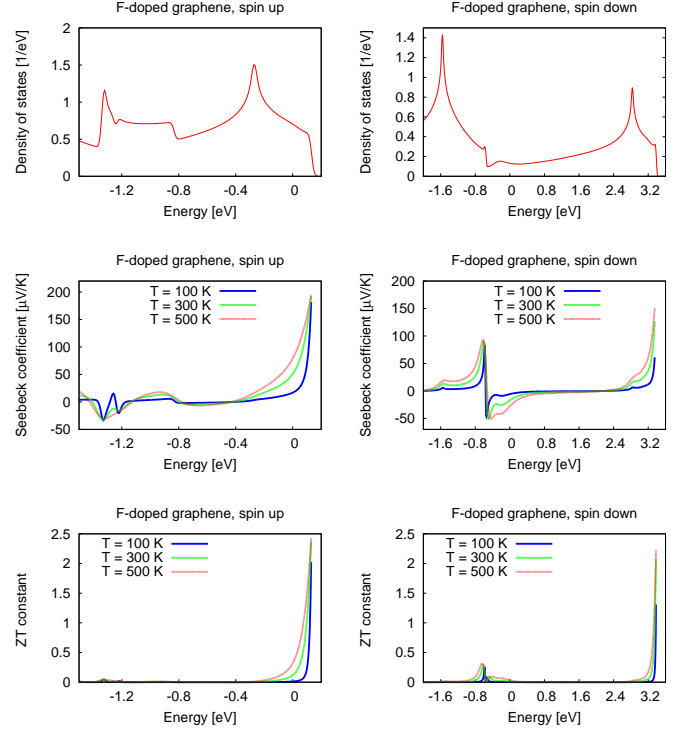 F-doped graphene, spin up
Density of states [1/eV]
2
1.5
1
0.5
0
-1.2 -0.8 -0.4 0
Energy [eV]
F-doped graphene, spin down
Density of states [1/eV]
1.4
1.2
1
0.8
0.6
0.4
0.2
0
-1.6 -0.8 0 0.8 1.6 2.4 3.2
Energy [eV]
F-doped graphene, spin up
Seebeck coefficient [μV/K]
200
150
100
50
0
-50
T = 100 K
T = 300 K
T = 500 K
-1.2 -0.8 -0.4 0
Energy [eV]
F-doped graphene, spin down
Seebeck coefficient [μV/K]
200
150
100
50
0
-50
T = 100 K
T = 300 K
T = 500 K
-1.6 -0.8 0 0.8 1.6 2.4 3.2
Energy [eV]
F-doped graphene, spin up
ZT constant
2.5
2
1.5
1
0.5
0
T = 100 K
T = 300 K
T = 500 K
-1.2 -0.8 -0.4 0
Energy [eV]
F-doped graphene, spin down
ZT constant
2.5
2
1.5
1
0.5
0
T = 100 K
T = 300 K
T = 500 K
-1.6 -0.8 0 0.8 1.6 2.4 3.2
Energy [eV]